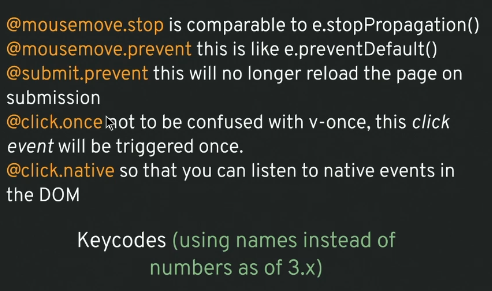 @mousemove.stop is comparable to e.stopPropagation()
@mousemove.prevent this is like e.preventDefault()
@submit.prevent this will no longer reload the page on
submission
@click.once not to be confused with v-once, this click
event will be triggered once.
@click.native so that you can listen to native events in
the DOM
Keycodes (using names instead of
numbers as of 3.x)